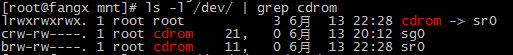 [root@fangx mnt]# ls -l /dev/ | grep cdrom
lrwxrwxrwx. 1 root root           3 6月  13 22:28 cdrom -> sr0
crw-rw----. 1 root cdrom    21,   0 6月  13 20:12 sg0
brw-rw----. 1 root cdrom    11,   0 6月  13 22:28 sr0